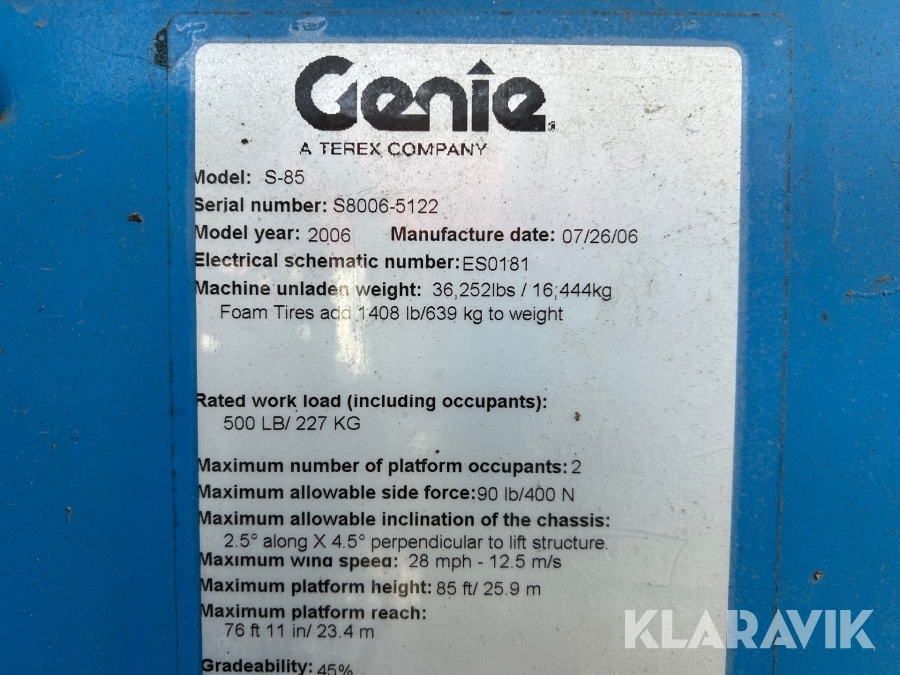 Genie
A TEREX COMPANY
Model: S-85
Serial number: S8006-5122
Model year: 2006 Manufacture date: 07/26/06
Electrical schematic number:ES0181
Machine unladen weight: 36,252lbs / 16,444kg
Foam Tires add 1408 lb/639 kg to weight
Rated work load (including occupants):
500 LB/ 227 KG
Maximum number of platform occupants: 2
Maximum allowable side force: 90 lb/400 N
Maximum allowable inclination of the chassis:
2.5° along X 4.5° perpendicular to lift structure.
Maximum wind speed: 28 mph - 12.5 m/s
Maximum platform height: 85 ft/ 25.9 m
Maximum platform reach:
76 ft 11 in/ 23.4 m
Gradeability: 45%
KLARAVIK